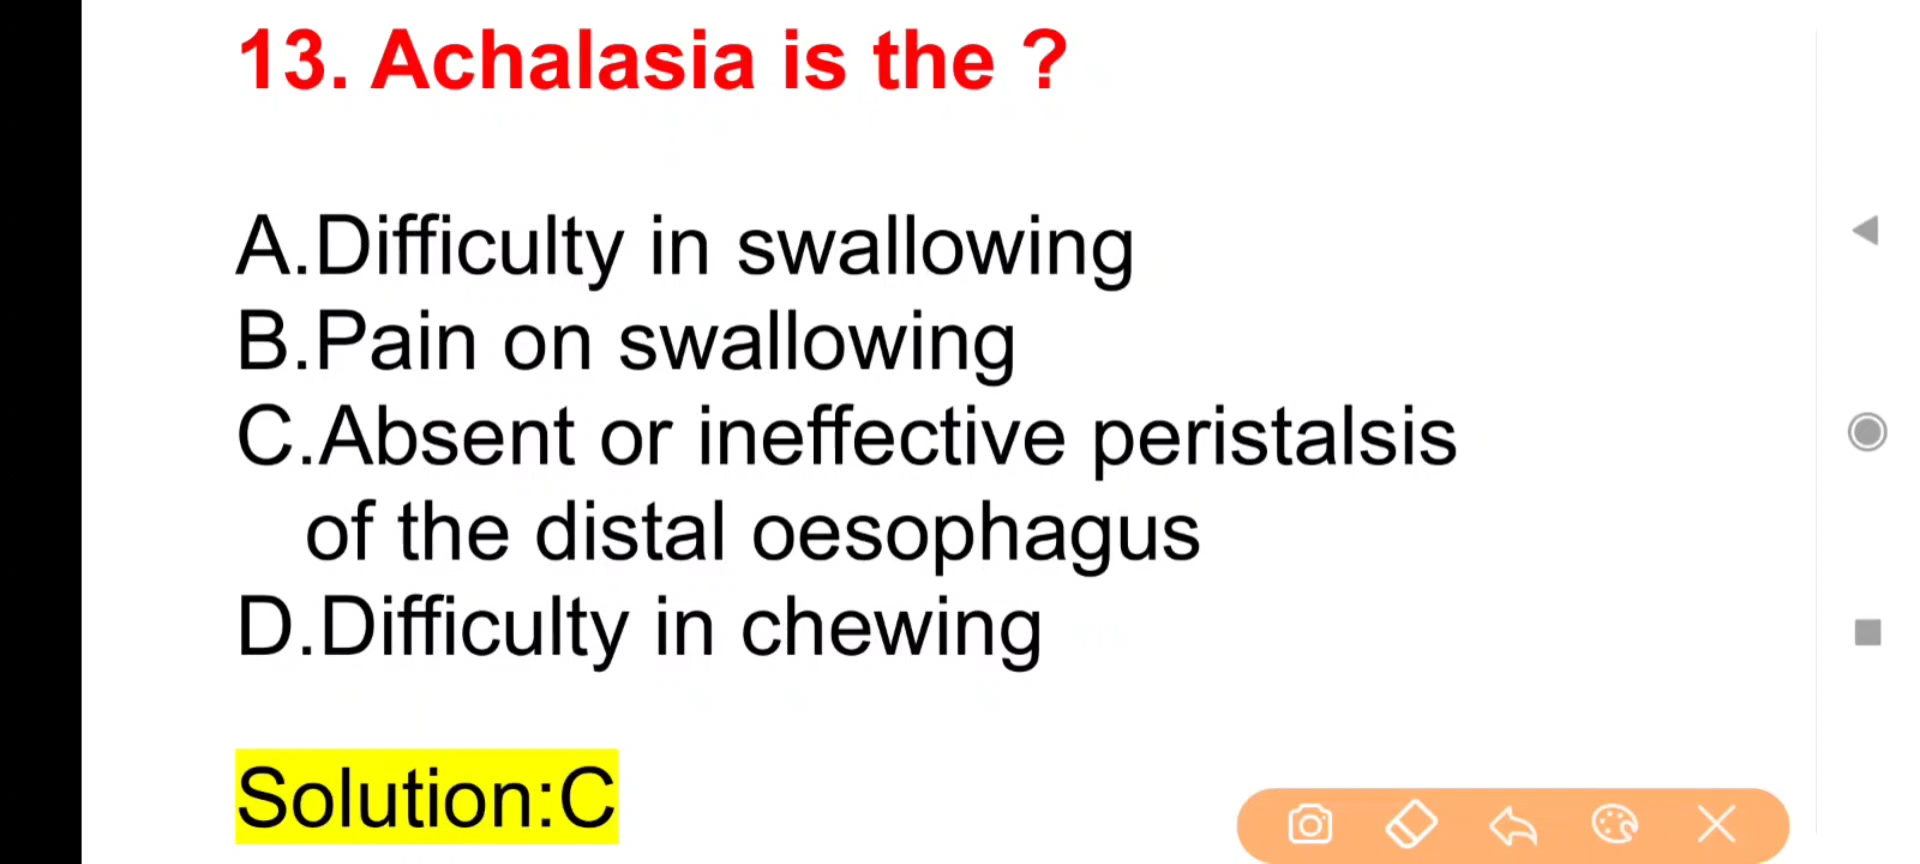 13. Achalasia is the ?
A.Difficulty in swallowing
B.Pain on swallowing
C.Absent or ineffective peristalsis
of the distal oesophagus
D.Difficulty in chewing
Solution:C